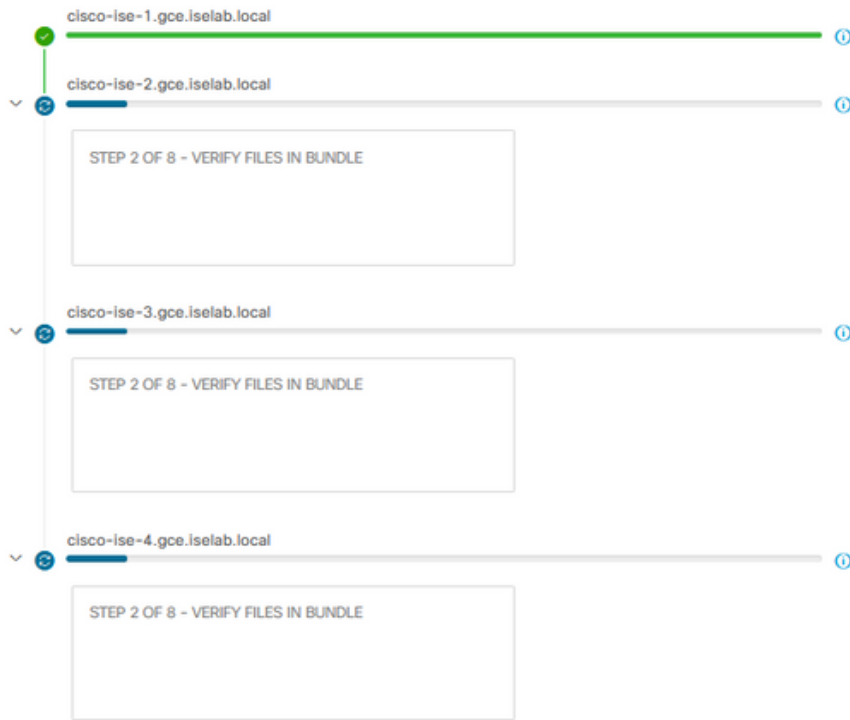 cisco-ise-1.gce.iselab.local
cisco-ise-2.gce.iselab.local
STEP 2 OF 8 - VERIFY FILES IN BUNDLE
cisco-ise-3.gce.iselab.local
STEP 2 OF 8 - VERIFY FILES IN BUNDLE
cisco-ise-4.gce.iselab.local
STEP 2 OF 8 - VERIFY FILES IN BUNDLE